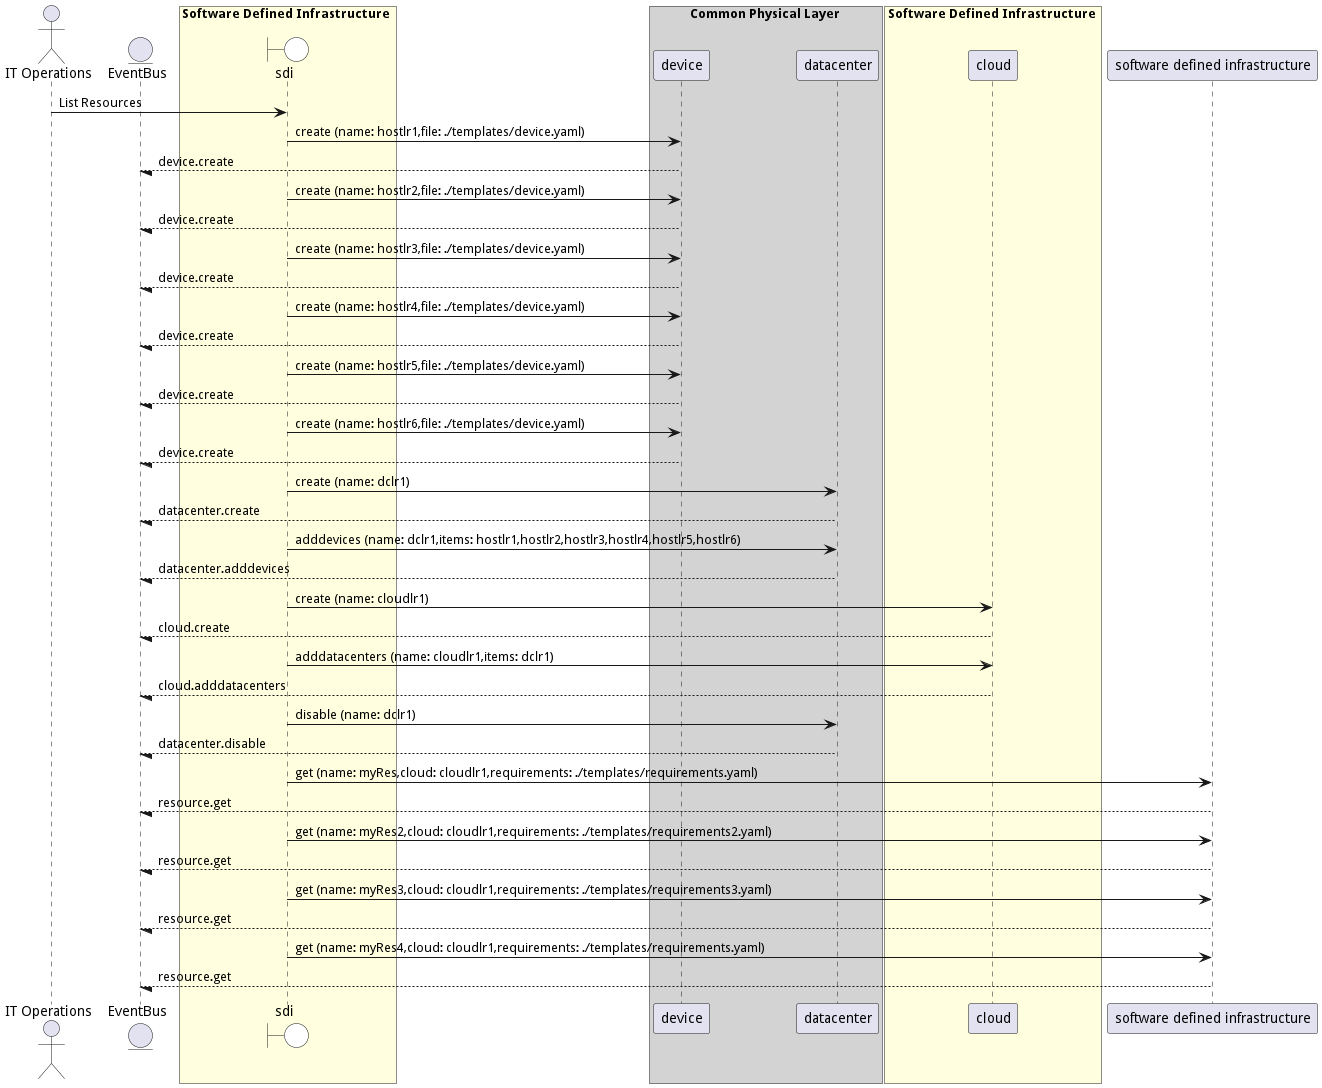 Software Defined Infrastructure
Common Physical Layer
Software Defined Infrastructure
IT Operations
EventBus
sdi
device
datacenter
cloud
software defined infrastructure
List Resources
create (name: hostlr1,file: ./templates/device.yaml)
device.create
create (name: hostlr2,file: ./templates/device.yaml)
device.create
create (name: hostlr3,file: ./templates/device.yaml)
device.create
create (name: hostlr4,file: ./templates/device.yaml)
device.create
create (name: hostlr5,file: ./templates/device.yaml)
device.create
create (name: hostlr6,file: ./templates/device.yaml)
device.create
create (name: dclr1)
datacenter.create
adddevices (name: dclr1,items: hostlr1,hostlr2,hostlr3,hostlr4,hostlr5,hostlr6)
datacenter.adddevices
create (name: cloudlr1)
cloud.create
adddatacenters (name: cloudlr1,items: dclr1)
cloud.adddatacenters
disable (name: dclr1)
datacenter.disable
get (name: myRes,cloud: cloudlr1,requirements: ./templates/requirements.yaml)
resource.get
get (name: myRes2,cloud: cloudlr1,requirements: ./templates/requirements2.yaml)
resource.get
get (name: myRes3,cloud: cloudlr1,requirements: ./templates/requirements3.yaml)
resource.get
get (name: myRes4,cloud: cloudlr1,requirements: ./templates/requirements.yaml)
resource.get
IT Operations
EventBus
sdi
device
datacenter
cloud
software defined infrastructure